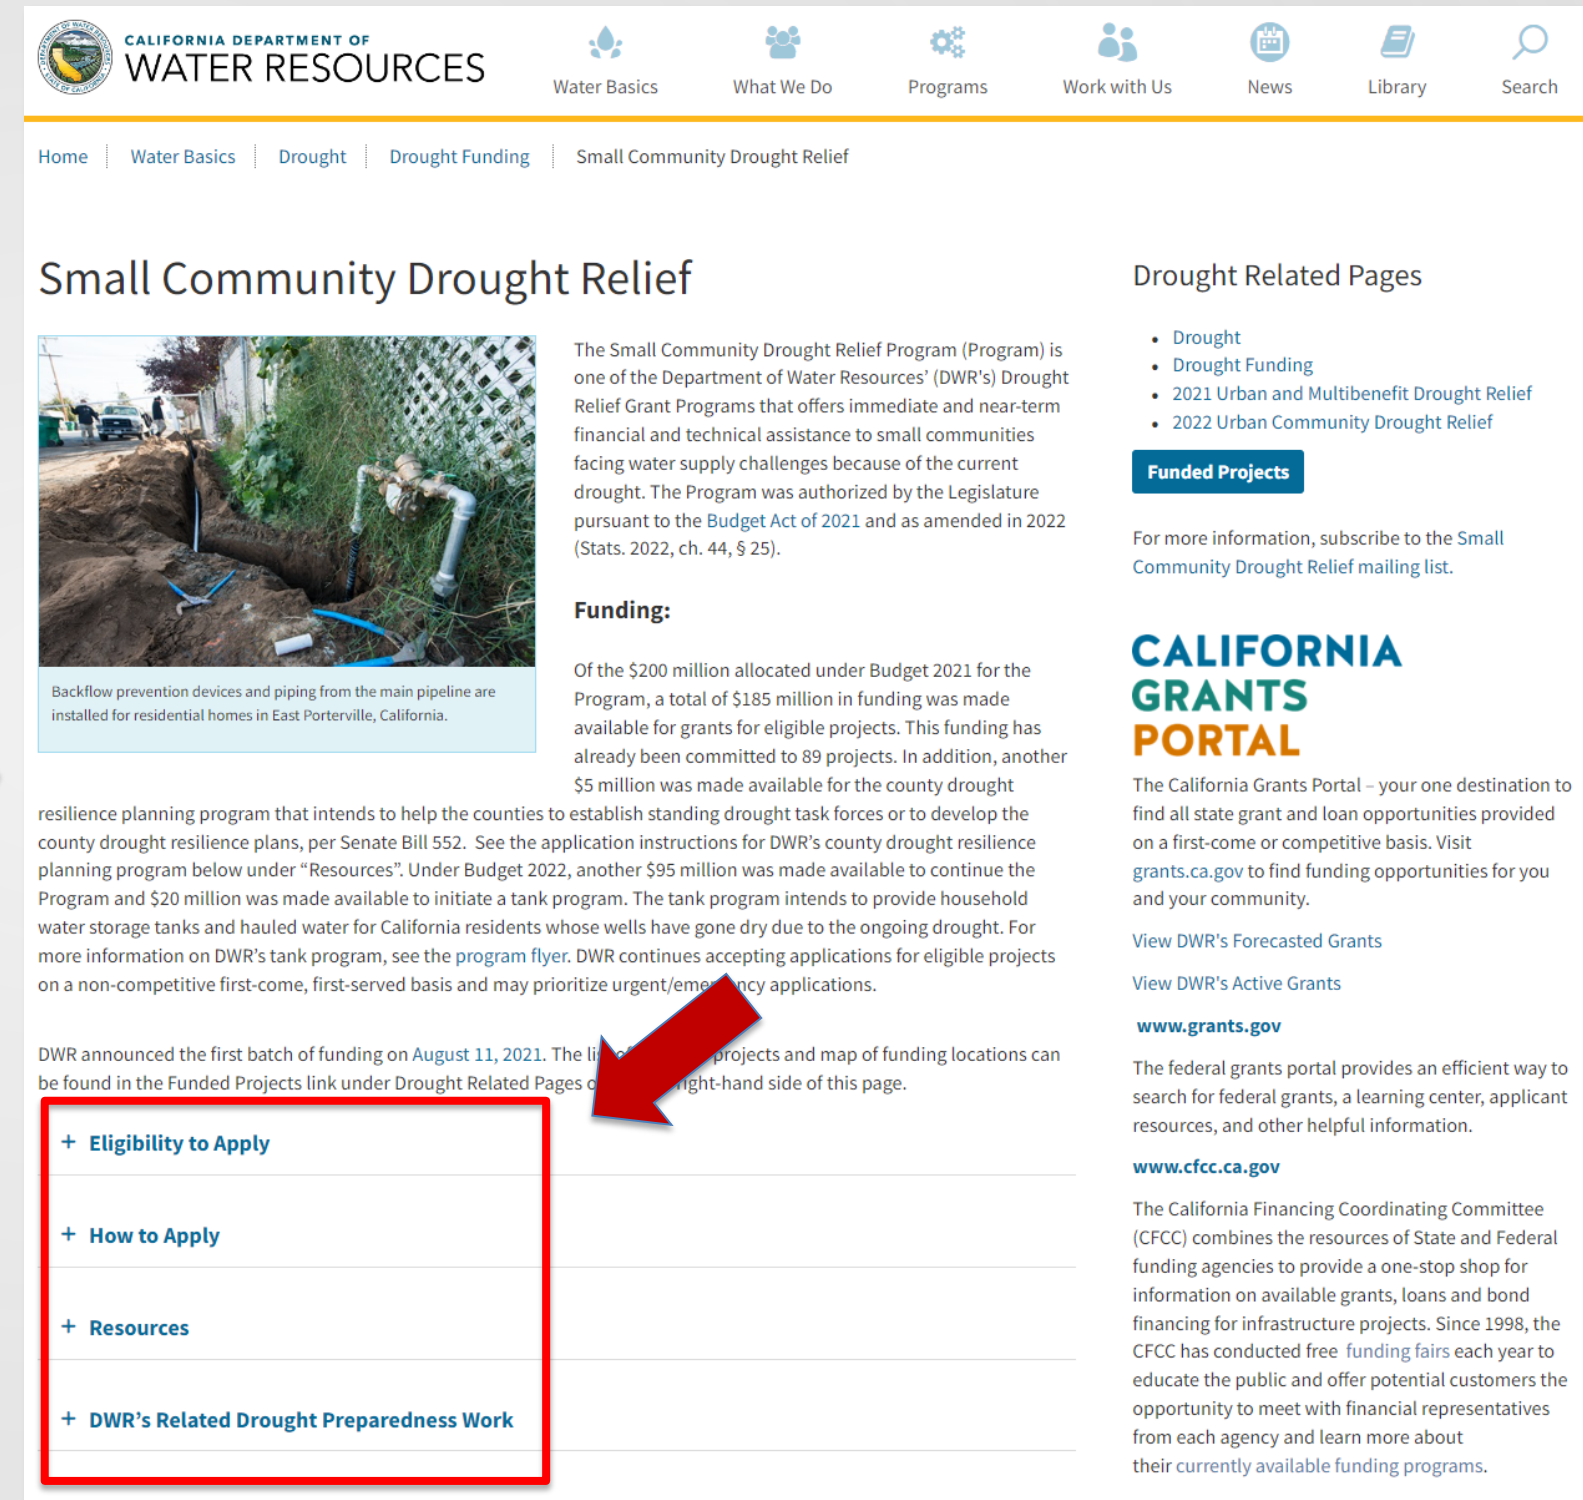 CALIFORNIA DEPARTMENT OF
WATER RESOURCES
Water Basics
What We Do
Programs
Work with Us
News
Library
Search
Home
Water Basics
Drought
Drought Funding
Small Community Drought Relief
Small Community Drought Relief
Backflow prevention devices and piping from the main pipeline are
installed for residential homes in East Porterville, California.
The Small Community Drought Relief Program (Program) is
one of the Department of Water Resources’ (DWR's) Drought
Relief Grant Programs that offers immediate and near-term
financial and technical assistance to small communities
facing water supply challenges because of the current
drought. The Program was authorized by the Legislature
pursuant to the Budget Act of 2021 and as amended in 2022
(Stats. 2022, ch. 44, § 25).
Funding:
Of the $200 million allocated under Budget 2021 for the
Program, a total of $185 million in funding was made
available for grants for eligible projects. This funding has
already been committed to 89 projects. In addition, another
$5 million was made available for the county drought
resilience planning program that intends to help the counties to establish standing drought task forces or to develop the
county drought resilience plans, per Senate Bill 552.  See the application instructions for DWR’s county drought resilience
planning program below under “Resources”. Under Budget 2022, another $95 million was made available to continue the
Program and $20 million was made available to initiate a tank program. The tank program intends to provide household
water storage tanks and hauled water for California residents whose wells have gone dry due to the ongoing drought. For
more information on DWR’s tank program, see the program flyer. DWR continues accepting applications for eligible projects
on a non-competitive first-come, first-served basis and may prioritize urgent/emergency applications.
DWR announced the first batch of funding on August 11, 2021. The list of projects and map of funding locations can
be found in the Funded Projects link under Drought Related Pages right-hand side of this page.
+ Eligibility to Apply
+ How to Apply
+ Resources
+ DWR’s Related Drought Preparedness Work
Drought Related Pages
• Drought
• Drought Funding
• 2021 Urban and Multibenefit Drought Relief
• 2022 Urban Community Drought Relief
Funded Projects
For more information, subscribe to the Small
Community Drought Relief mailing list.
CALIFORNIA
GRANTS
PORTAL
The California Grants Portal – your one destination to
find all state grant and loan opportunities provided
on a first-come or competitive basis. Visit
grants.ca.gov to find funding opportunities for you
and your community.
View DWR's Forecasted Grants
View DWR's Active Grants
www.grants.gov
The federal grants portal provides an efficient way to
search for federal grants, a learning center, applicant
resources, and other helpful information.
www.cfcc.ca.gov
The California Financing Coordinating Committee
(CFCC) combines the resources of State and Federal
funding agencies to provide a one-stop shop for
information on available grants, loans and bond
financing for infrastructure projects. Since 1998, the
CFCC has conducted free  funding fairs each year to
educate the public and offer potential customers the
opportunity to meet with financial representatives
from each agency and learn more about
their currently available funding programs.